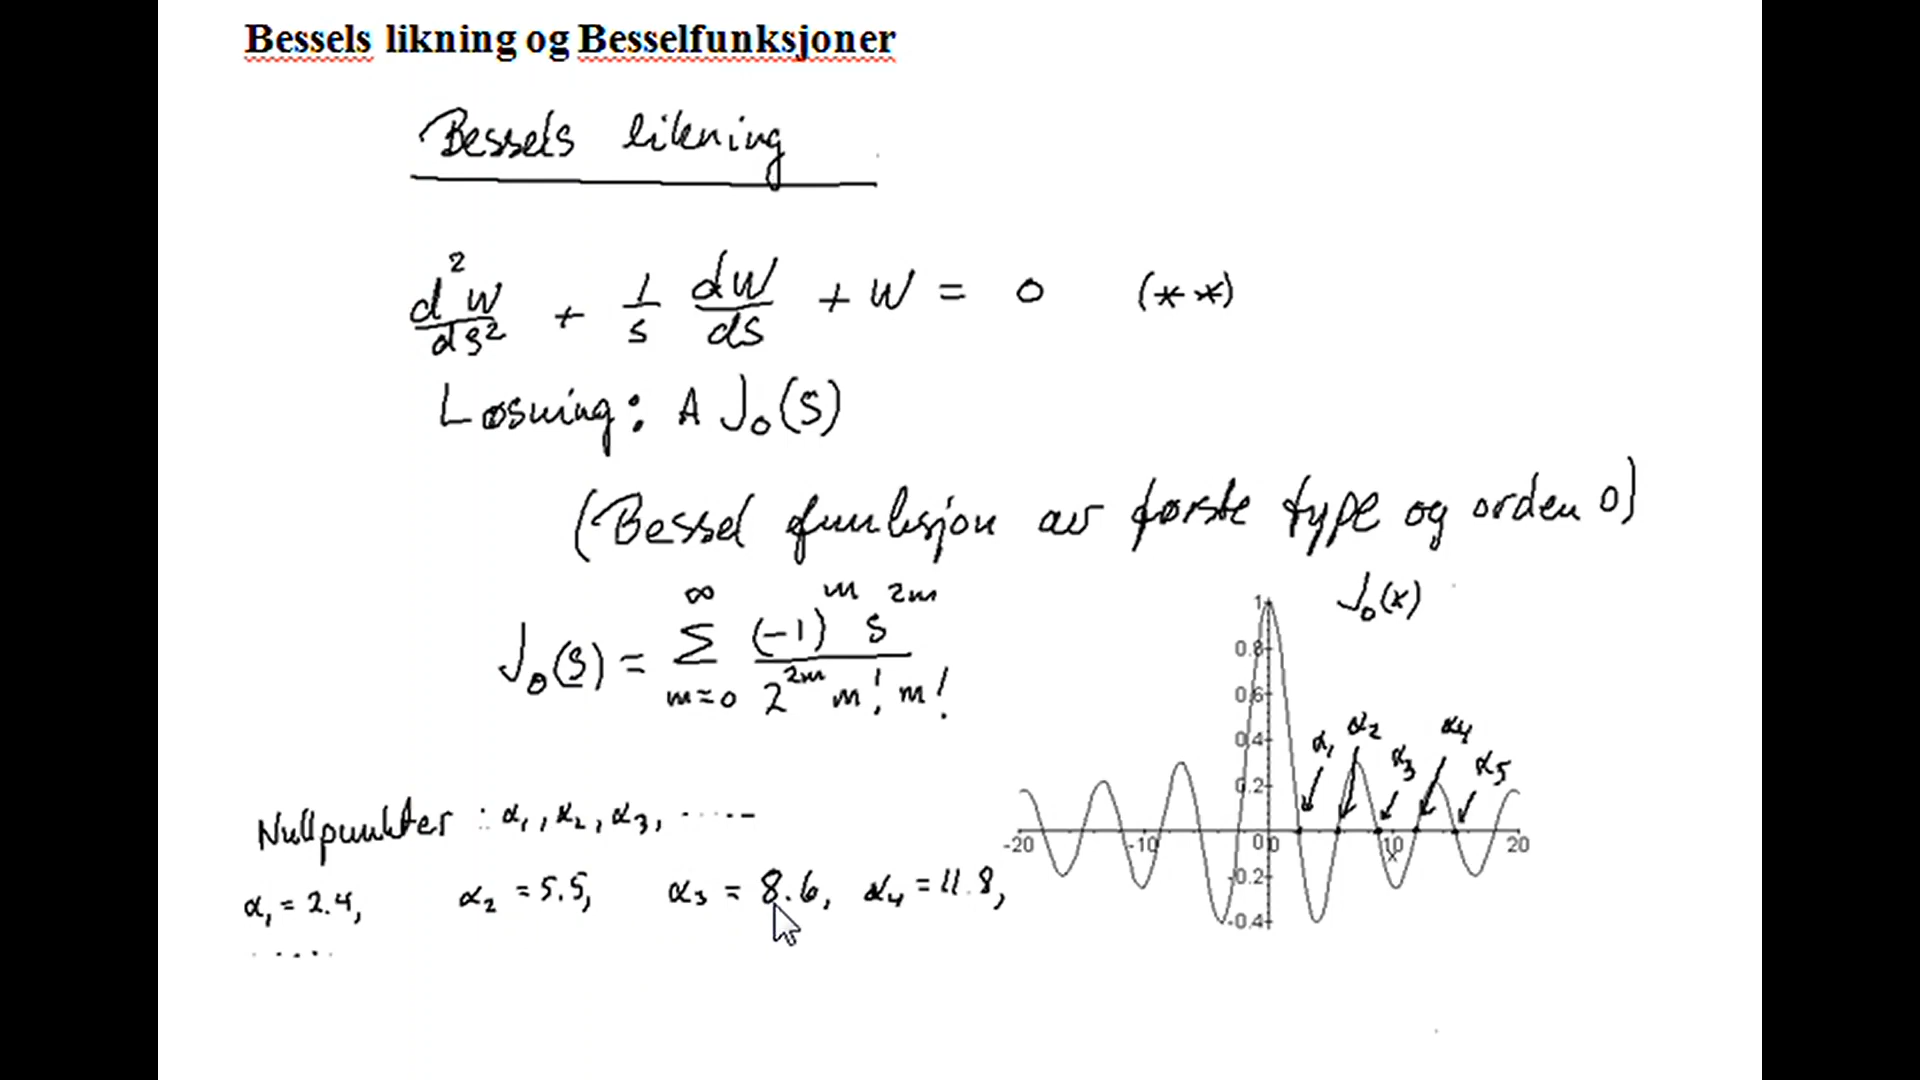 Bessels likning og Besselfunksjoner
Bessels likning
d²W/ds² + 1/s dW/ds + W = 0 (**)
Løsning: A J₀(s)
(Bessel funksjon av første type og orden 0)
J₀(s) = ∑_{m=0}^{∞} (-1)^m s^{2m} / 2^{2m} m! m!
J₀(x)
1
0.8
0.6
0.4
0.2
-20 -10 0 0 10 20
x
-0.2
-0.4
α₁ α₂ α₃ α₄ α₅
Nullpunkter : α₁, α₂, α₃, .....
α₁ = 2.4, α₂ = 5.5, α₃ = 8.6, α₄ = 11.8,
.....